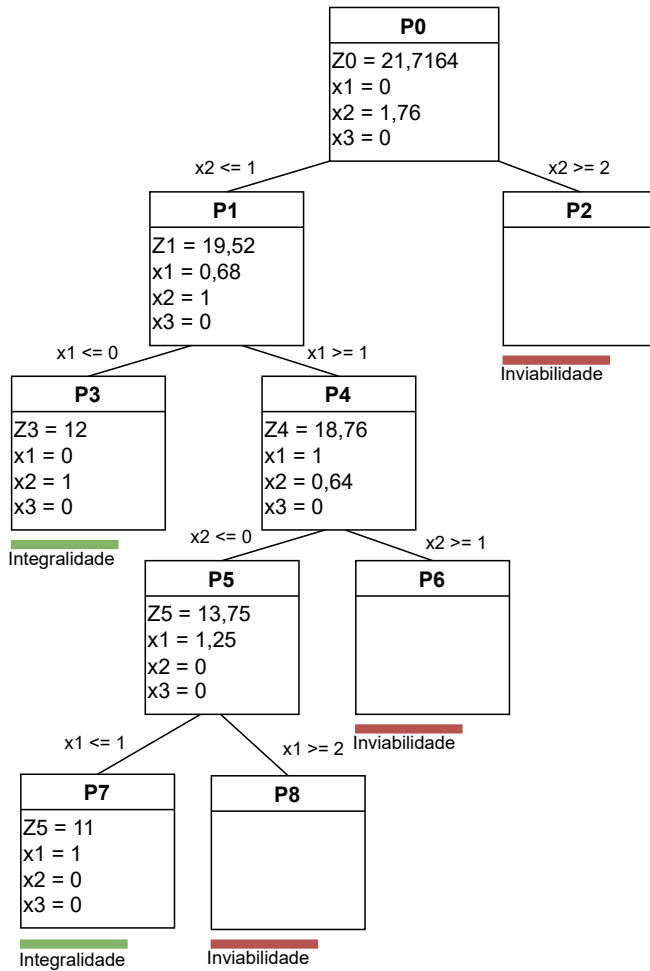 P0
Z0 = 21,7164
x1 = 0
x2 = 1,76
x3 = 0
x2 <= 1
x2 >= 2
P1
Z1 = 19,52
x1 = 0,68
x2 = 1
x3 = 0
P2
Inviabilidade
x1 <= 0
x1 >= 1
P3
Z3 = 12
x1 = 0
x2 = 1
x3 = 0
Integralidade
P4
Z4 = 18,76
x1 = 1
x2 = 0,64
x3 = 0
x2 <= 0
x2 >= 1
P5
Z5 = 13,75
x1 = 1,25
x2 = 0
x3 = 0
P6
Inviabilidade
x1 <= 1
x1 >= 2
P7
Z5 = 11
x1 = 1
x2 = 0
x3 = 0
Integralidade
P8
Inviabilidade